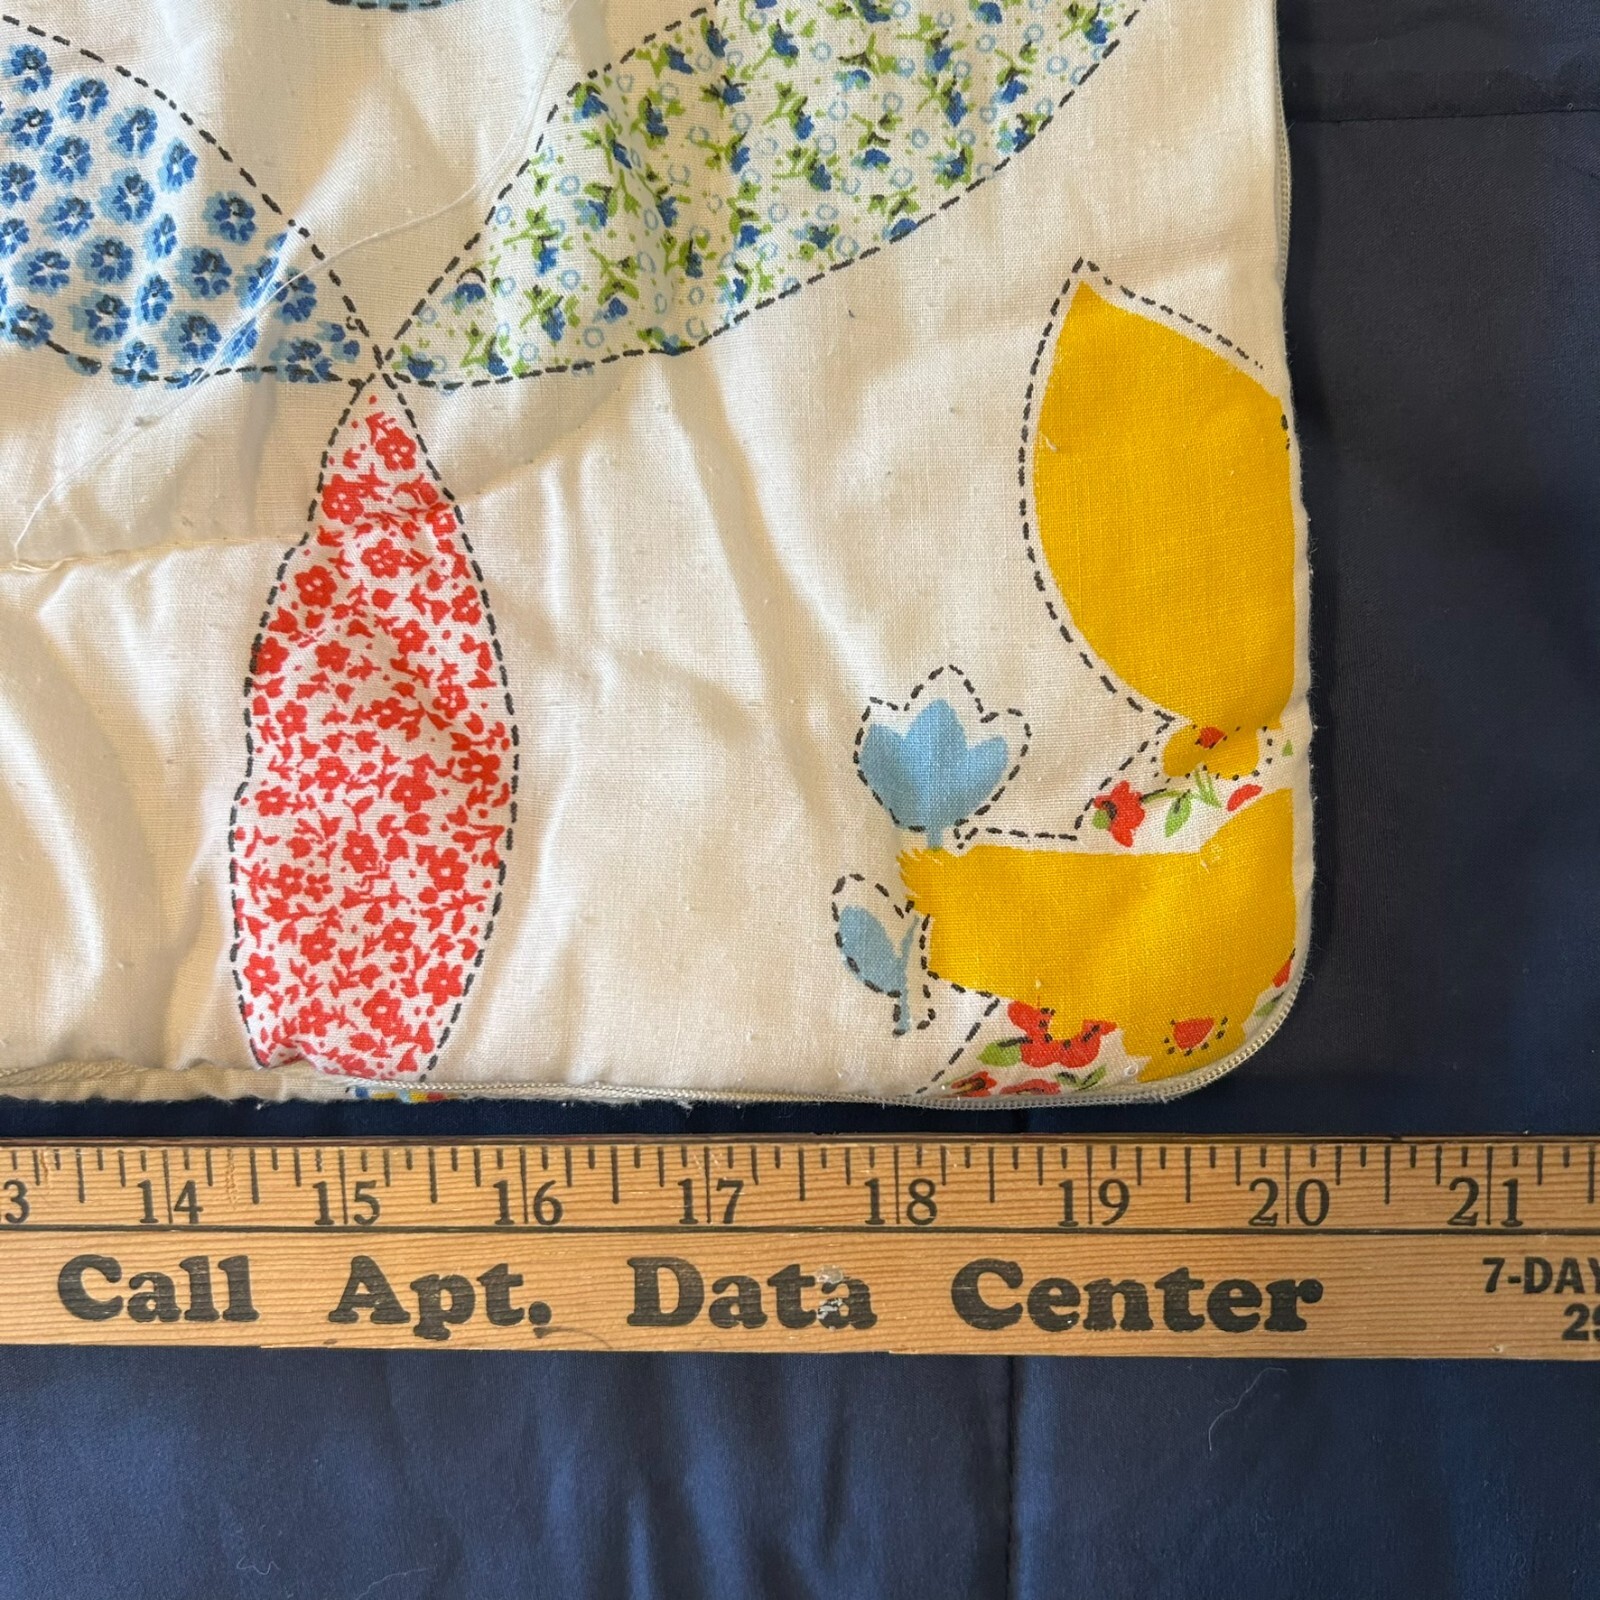 3 14 15 16 17 18 19 20 21
Call Apt. Data Center
7-DAY